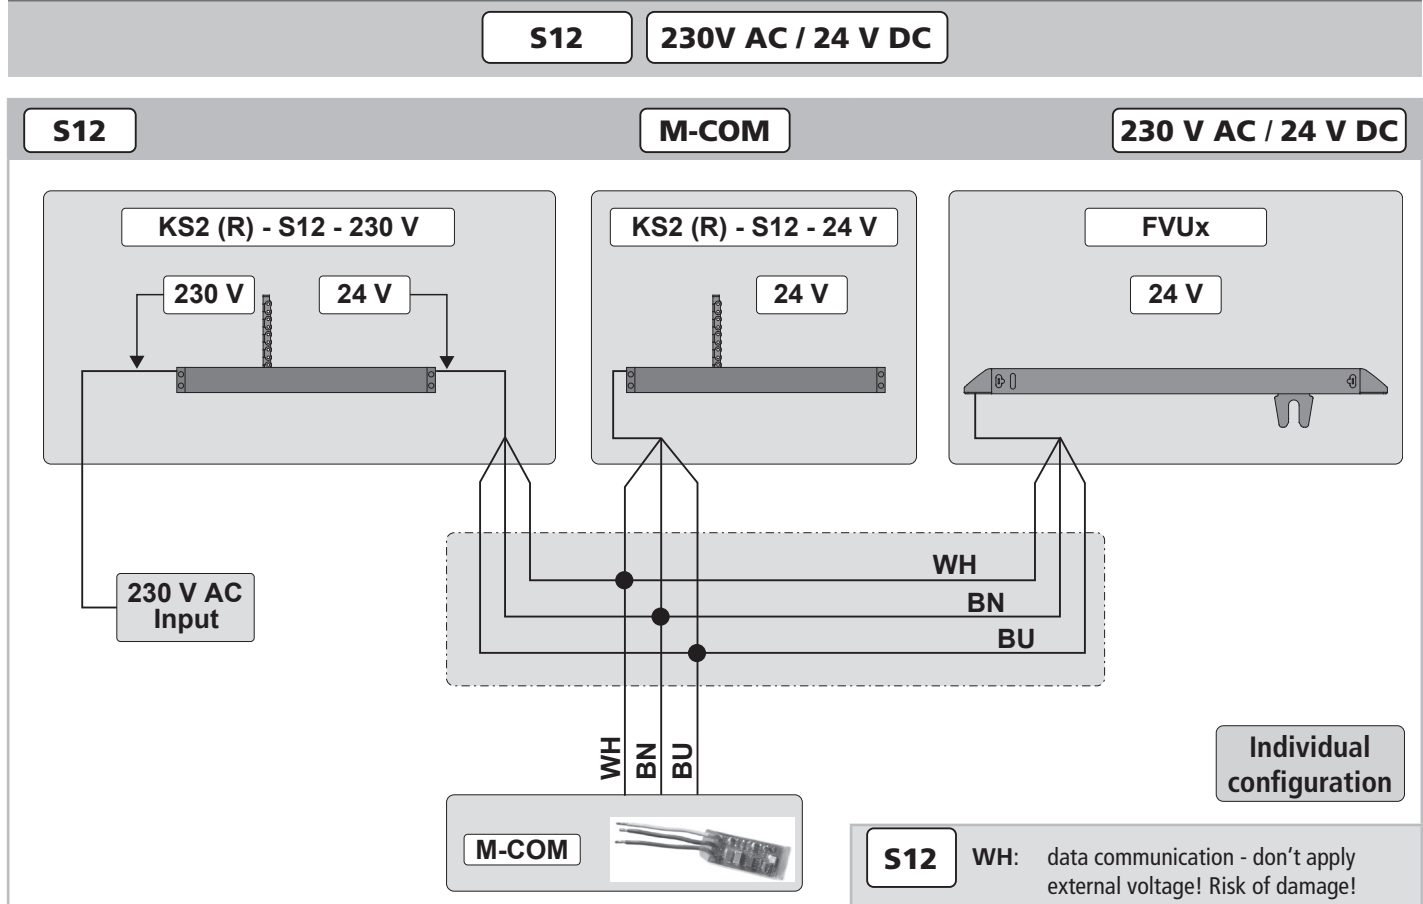 S12 230V AC / 24 V DC
S12 M-COM 230 V AC / 24 V DC
KS2 (R) - S12 - 230 V
230 V 24 V
KS2 (R) - S12 - 24 V
24 V
FVUx
24 V
230 V AC
Input
WH
BN
BU
WH BN BU
M-COM
Individual
configuration
S12 WH: data communication - don‘t apply
external voltage! Risk of damage!